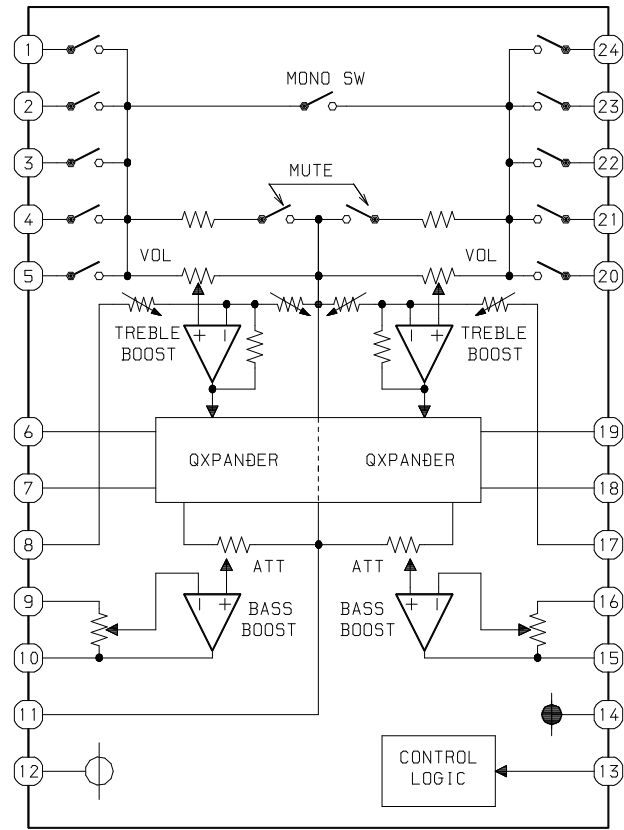 1
24
MONO SW
2
23
3
22
MUTE
4
21
VOL
VOL
5
20
+ −
− +
TREBLE
BOOST
TREBLE
BOOST
6
19
QXPANDER
QXPANDER
7
18
8
17
ATT
ATT
9
16
− +
+ −
BASS
BOOST
BASS
BOOST
10
15
11
14
CONTROL
LOGIC
12
13